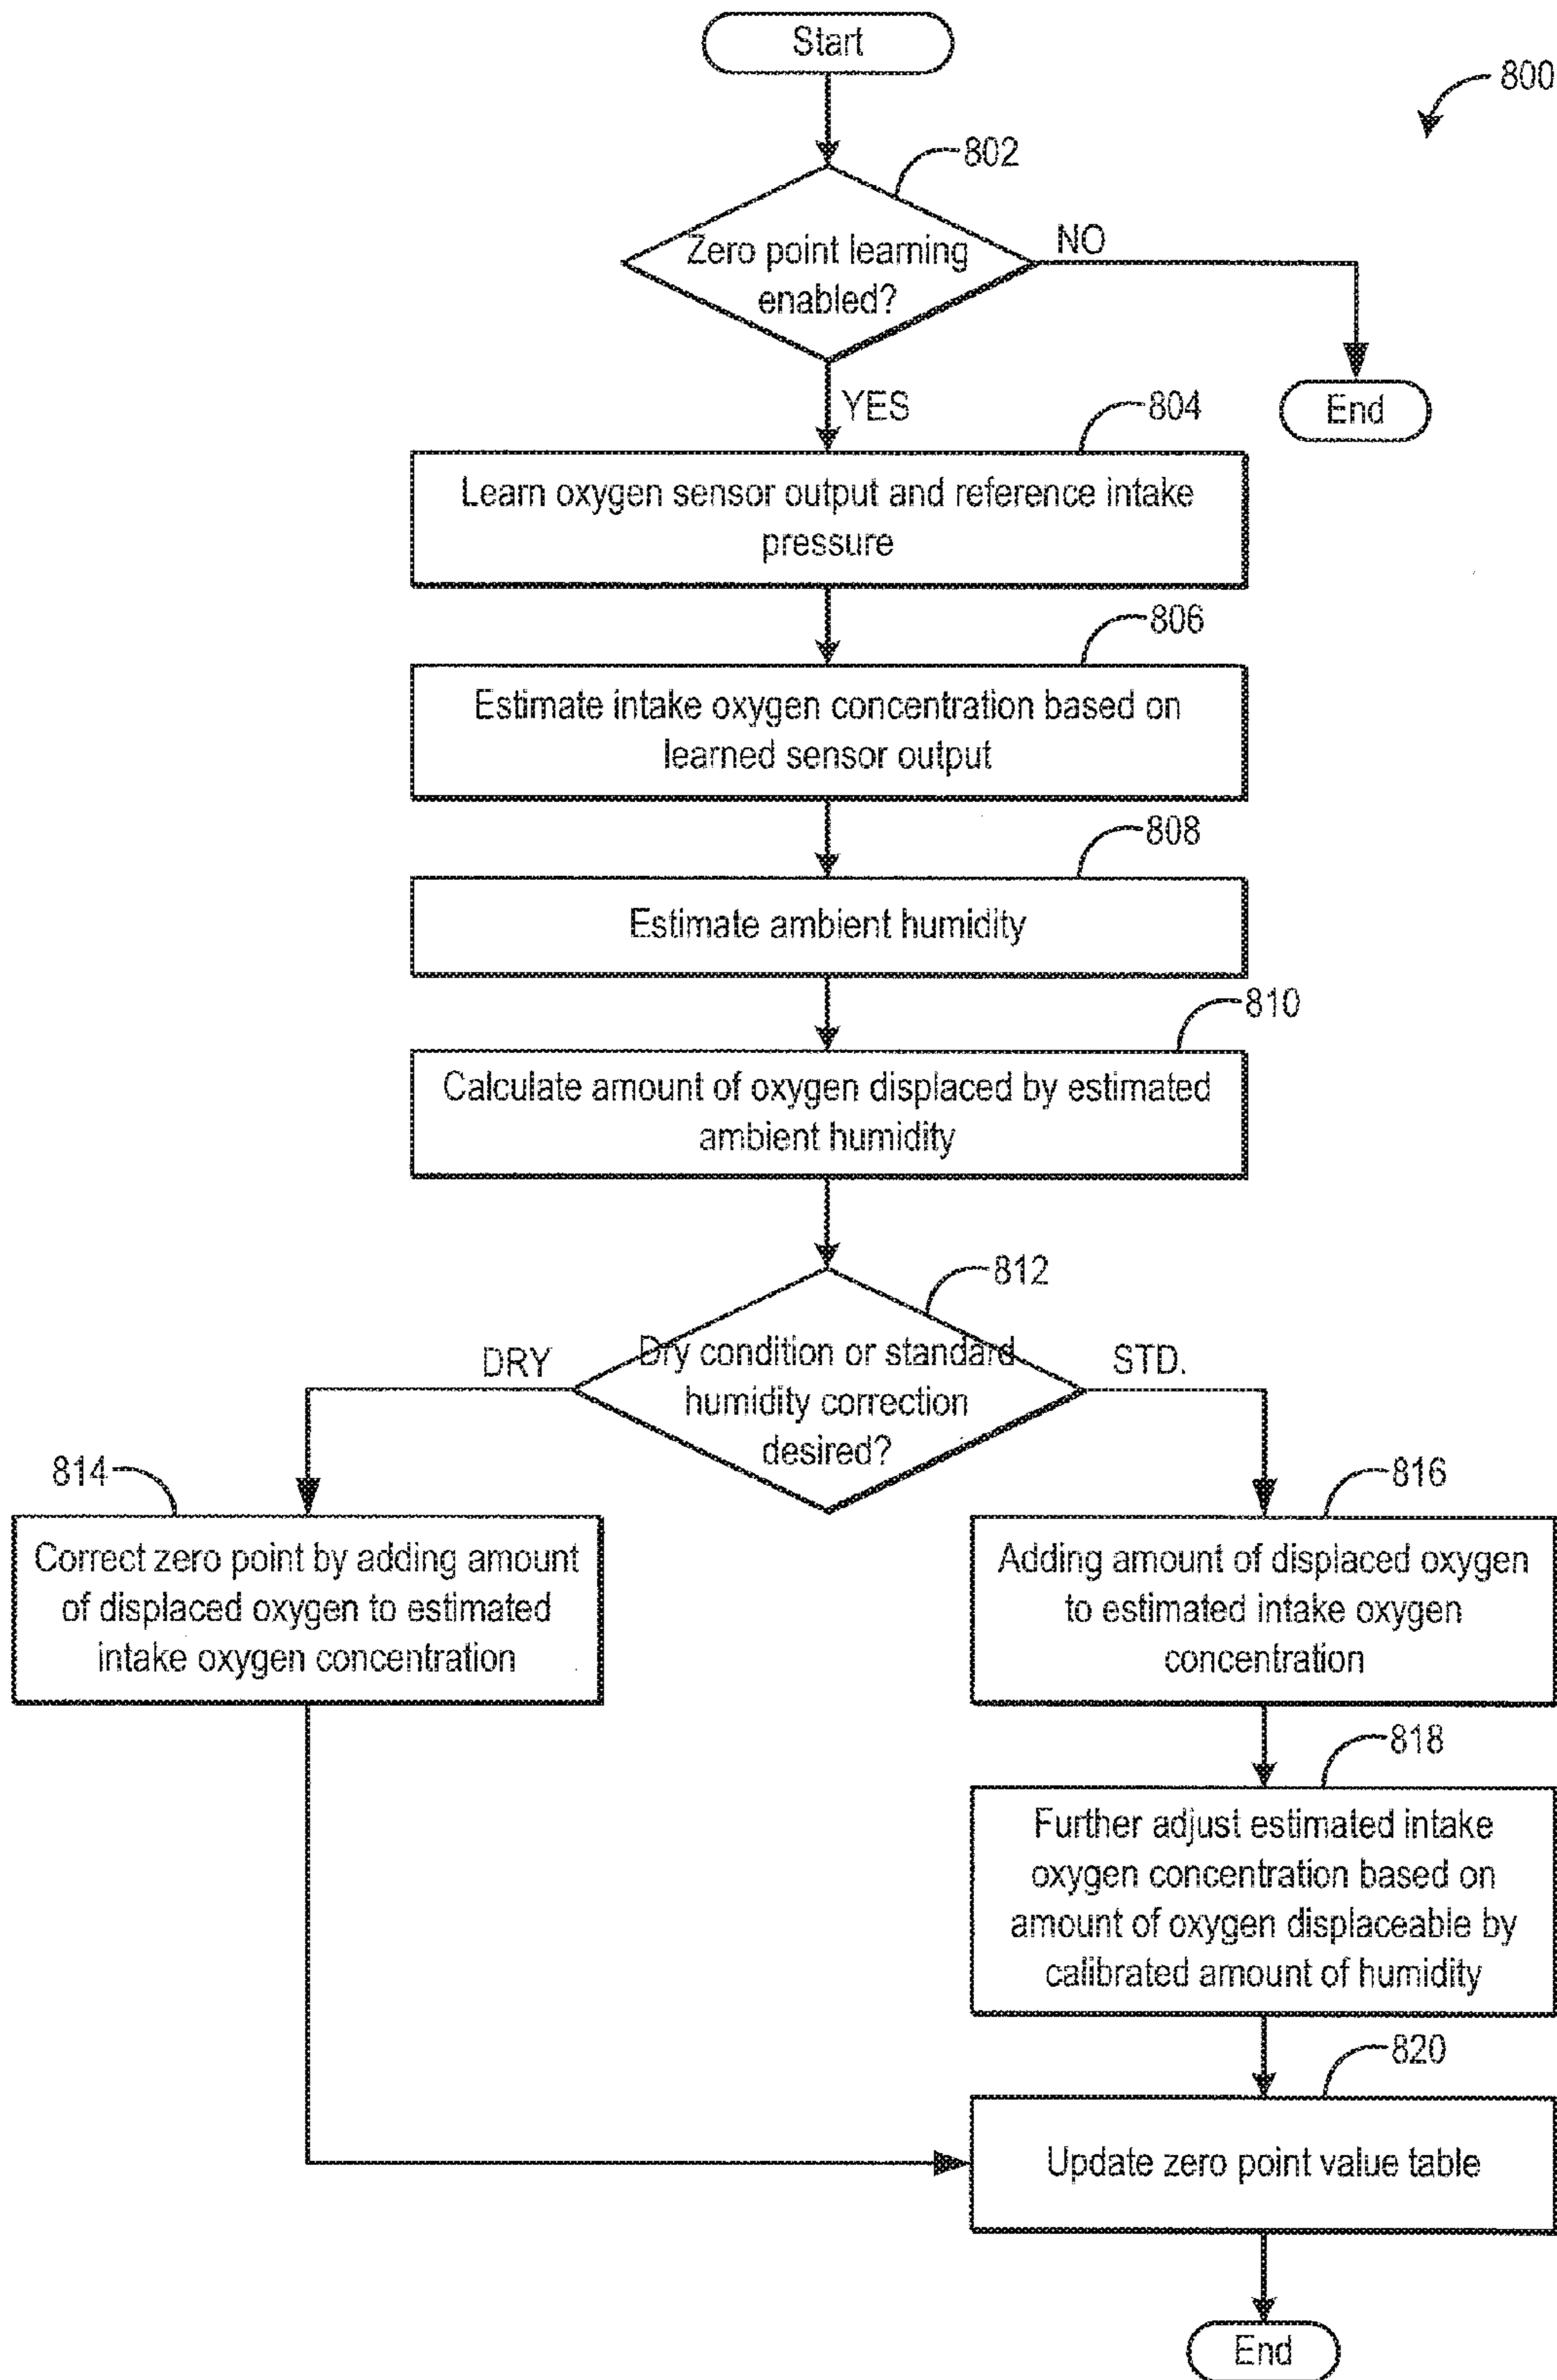 Start
800
802
Zero point learning
enabled?
NO
End
YES
804
Learn oxygen sensor output and reference intake
pressure
806
Estimate intake oxygen concentration based on
learned sensor output
808
Estimate ambient humidity
810
Calculate amount of oxygen displaced by estimated
ambient humidity
812
Dry condition or standard
humidity correction
desired?
DRY
STD.
814
Correct zero point by adding amount
of displaced oxygen to estimated
intake oxygen concentration
816
Adding amount of displaced oxygen
to estimated intake oxygen
concentration
818
Further adjust estimated intake
oxygen concentration based on
amount of oxygen displaceable by
calibrated amount of humidity
820
Update zero point value table
End